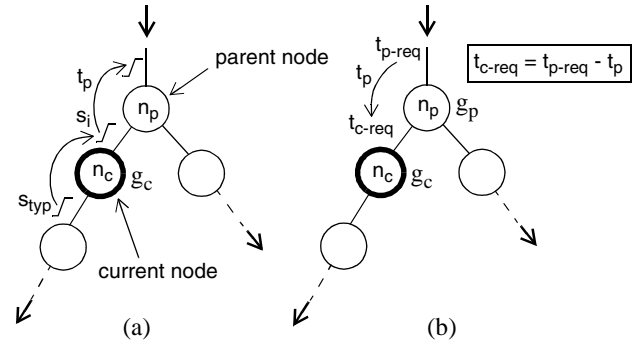 t_p
parent node
s_i
n_p
n_c
g_c
s_typ
current node
(a)
t_p-req
t_c-req = t_p-req - t_p
t_p
n_p g_p
t_c-req
n_c g_c
(b)